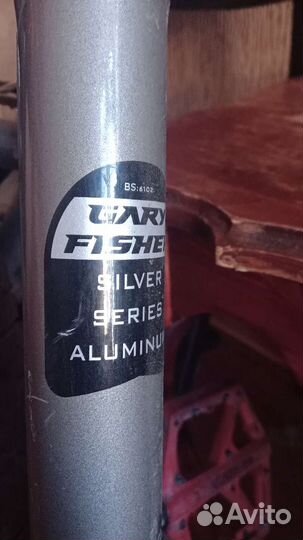 BS:6102
GARY
FISHE
SILVER
SERIES
ALUMINU
Avito